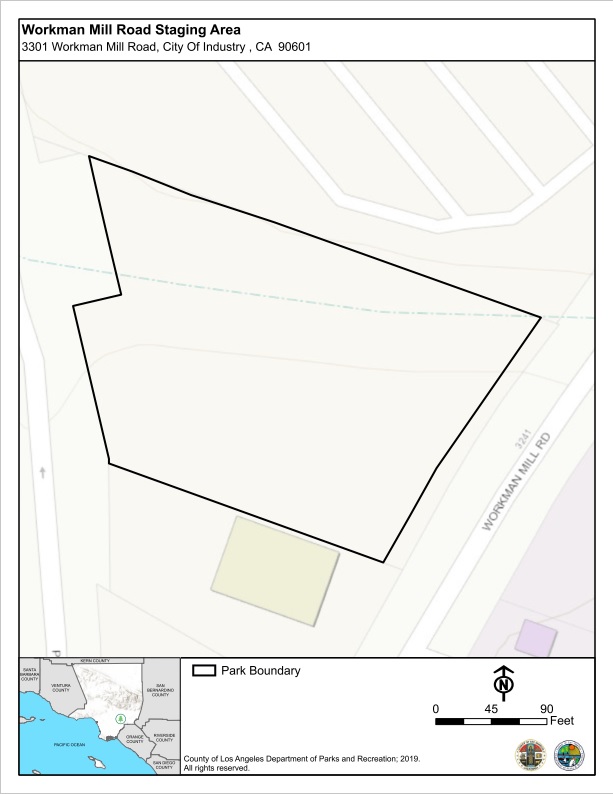 Workman Mill Road Staging Area
3301 Workman Mill Road, City Of Industry , CA  90601
3241
WORKMAN MILL RD
P
KERN COUNTY
SANTA
BARBARA
COUNTY
VENTURA
COUNTY
SAN
BERNARDINO
COUNTY
ORANGE
COUNTY
RIVERSIDE
COUNTY
PACIFIC OCEAN
SAN DIEGO
COUNTY
Park Boundary
N
0 45 90
Feet
County of Los Angeles Department of Parks and Recreation; 2019.
All rights reserved.